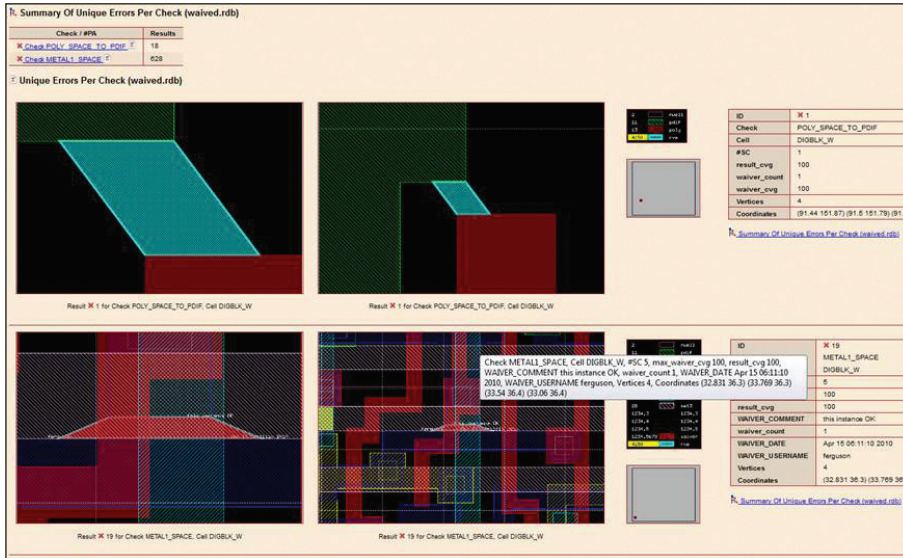 Summary Of Unique Errors Per Check (waived.rdb)
Check / #PA Results
Check POLY_SPACE_TO_PDIF 18
Check METAL1_SPACE 628
Unique Errors Per Check (waived.rdb)
ID 1
Check POLY_SPACE_TO_PDIF
Cell DIGBLK_W
#SC 1
result_cvg 100
waiver_count 1
waiver_cvg 100
Vertices 4
Coordinates (91.44 151.87) (91.5 151.79) (91.
Summary Of Unique Errors Per Check (waived.rdb)
Result 1 for Check POLY_SPACE_TO_PDIF, Cell DIGBLK_W
Result 1 for Check POLY_SPACE_TO_PDIF, Cell DIGBLK_W
Check METAL1_SPACE, Cell DIGBLK_W, #SC 5, max_waiver_cvg 100, result_cvg 100,
WAIVER_COMMENT this instance OK, waiver_count 1, WAIVER_DATE Apr 15 06:11:10
2010, WAIVER_USERNAME ferguson, Vertices 4, Coordinates (32.831 36.3) (33.769 36.3)
(33.54 36.4) (33.06 36.4)
ID 19
METAL1_SPACE
DIGBLK_W
5
100
result_cvg 100
WAIVER_COMMENT this instance OK
waiver_count 1
WAIVER_DATE Apr 15 06:11:10 2010
WAIVER_USERNAME ferguson
Vertices 4
Coordinates (32.831 36.3) (33.769 36
Summary Of Unique Errors Per Check (waived.rdb)
Result 19 for Check METAL1_SPACE, Cell DIGBLK_W
Result 19 for Check METAL1_SPACE, Cell DIGBLK_W